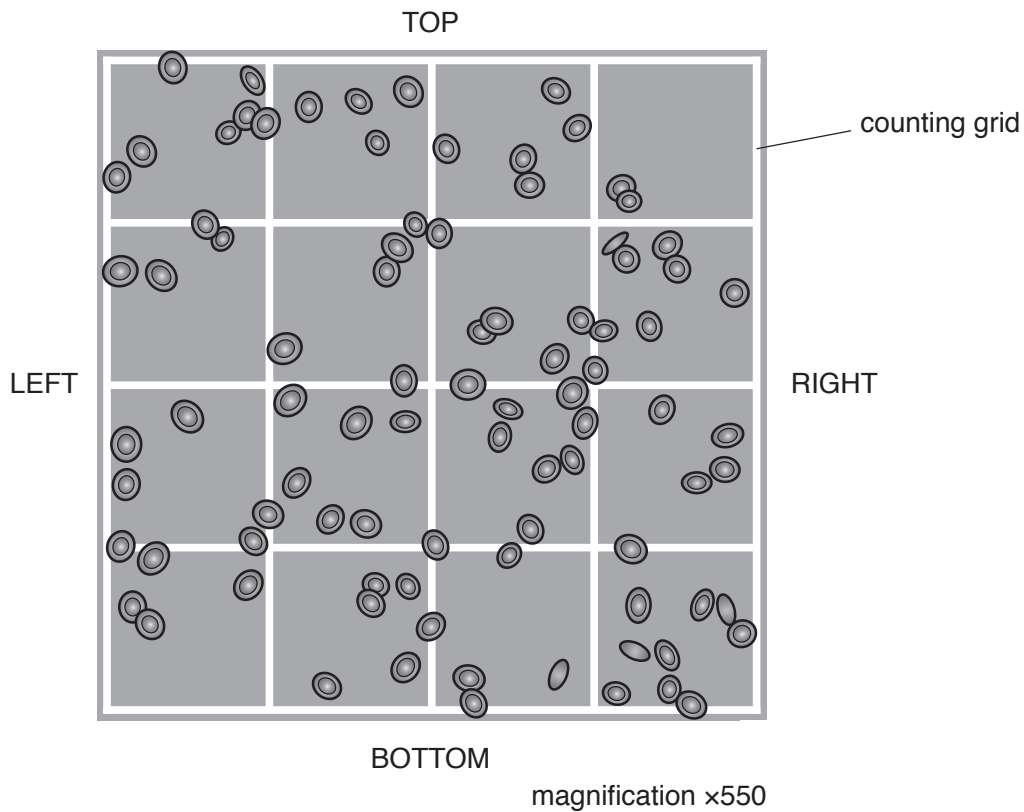 TOP
counting grid
LEFT
RIGHT
BOTTOM
magnification ×550